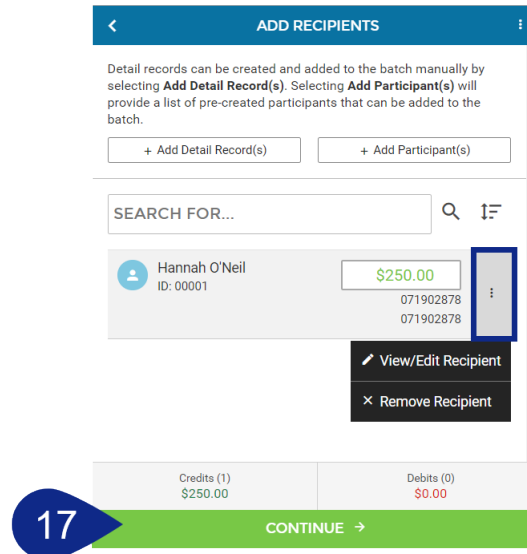 ADD RECIPIENTS
Detail records can be created and added to the batch manually by
selecting Add Detail Record(s). Selecting Add Participant(s) will
provide a list of pre-created participants that can be added to the
batch.
+ Add Detail Record(s)
+ Add Participant(s)
SEARCH FOR...
Hannah O'Neil
ID: 00001
$250.00
071902878
071902878
View/Edit Recipient
Remove Recipient
Credits (1)
$250.00
Debits (0)
$0.00
17
CONTINUE